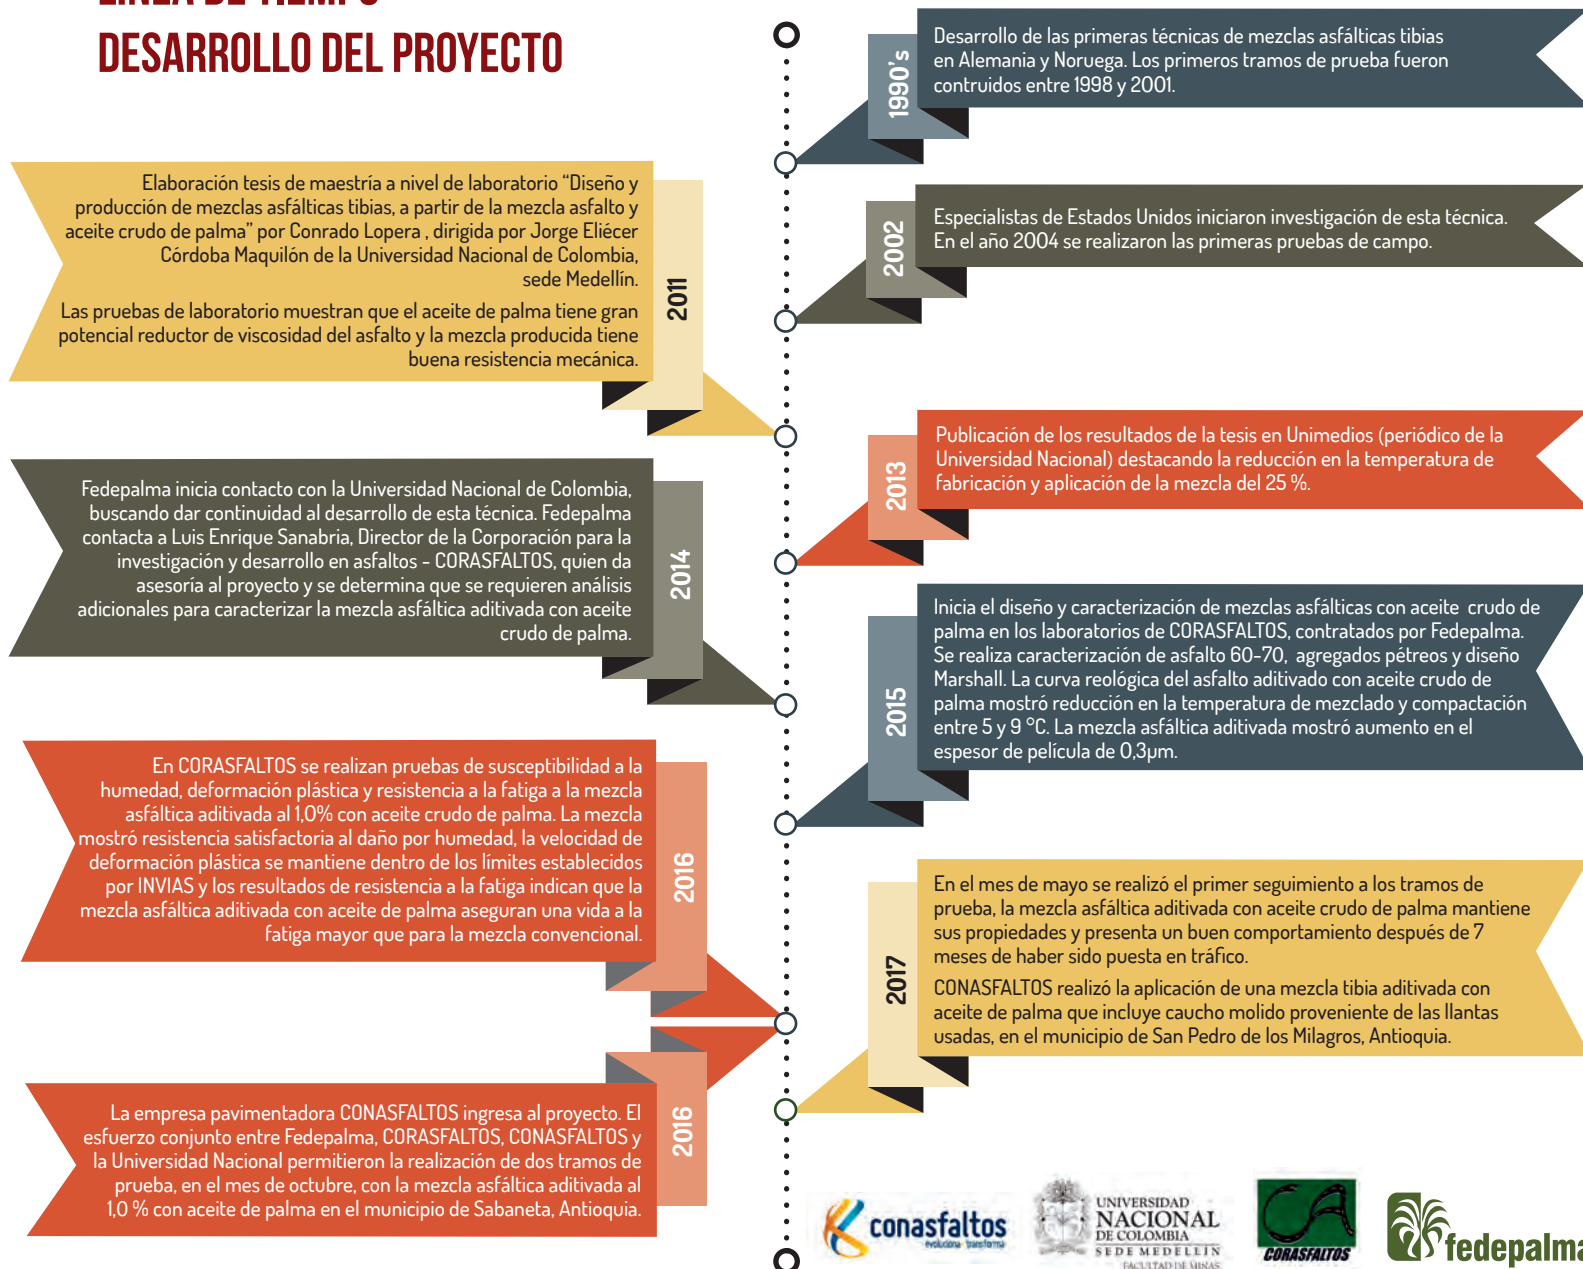 LÍNEA DE TIEMPO
DESARROLLO DEL PROYECTO
1990's
Desarrollo de las primeras técnicas de mezclas asfálticas tibias
en Alemania y Noruega. Los primeros tramos de prueba fueron
contruidos entre 1998 y 2001.
2002
Especialistas de Estados Unidos iniciaron investigación de esta técnica.
En el año 2004 se realizaron las primeras pruebas de campo.
Elaboración tesis de maestría a nivel de laboratorio “Diseño y
producción de mezclas asfálticas tibias, a partir de la mezcla asfalto y
aceite crudo de palma” por Conrado Lopera , dirigida por Jorge Eliécer
Córdoba Maquilón de la Universidad Nacional de Colombia,
sede Medellín.
Las pruebas de laboratorio muestran que el aceite de palma tiene gran
potencial reductor de viscosidad del asfalto y la mezcla producida tiene
buena resistencia mecánica.
2011
2013
Publicación de los resultados de la tesis en Unimedios (periódico de la
Universidad Nacional) destacando la reducción en la temperatura de
fabricación y aplicación de la mezcla del 25 %.
Fedepalma inicia contacto con la Universidad Nacional de Colombia,
buscando dar continuidad al desarrollo de esta técnica. Fedepalma
contacta a Luis Enrique Sanabria, Director de la Corporación para la
investigación y desarrollo en asfaltos - CORASFALTOS, quien da
asesoría al proyecto y se determina que se requieren análisis
adicionales para caracterizar la mezcla asfáltica aditivada con aceite
crudo de palma.
2014
2015
Inicia el diseño y caracterización de mezclas asfálticas con aceite crudo de
palma en los laboratorios de CORASFALTOS, contratados por Fedepalma.
Se realiza caracterización de asfalto 60-70, agregados pétreos y diseño
Marshall. La curva reológica del asfalto aditivado con aceite crudo de
palma mostró reducción en la temperatura de mezclado y compactación
entre 5 y 9 °C. La mezcla asfáltica aditivada mostró aumento en el
espesor de película de 0,3µm.
En CORASFALTOS se realizan pruebas de susceptibilidad a la
humedad, deformación plástica y resistencia a la fatiga a la mezcla
asfáltica aditivada al 1,0% con aceite crudo de palma. La mezcla
mostró resistencia satisfactoria al daño por humedad, la velocidad de
deformación plástica se mantiene dentro de los límites establecidos
por INVIAS y los resultados de resistencia a la fatiga indican que la
mezcla asfáltica aditivada con aceite de palma aseguran una vida a la
fatiga mayor que para la mezcla convencional.
2016
La empresa pavimentadora CONASFALTOS ingresa al proyecto. El
esfuerzo conjunto entre Fedepalma, CORASFALTOS, CONASFALTOS y
la Universidad Nacional permitieron la realización de dos tramos de
prueba, en el mes de octubre, con la mezcla asfáltica aditivada al
1,0 % con aceite de palma en el municipio de Sabaneta, Antioquia.
2016
2017
En el mes de mayo se realizó el primer seguimiento a los tramos de
prueba, la mezcla asfáltica aditivada con aceite crudo de palma mantiene
sus propiedades y presenta un buen comportamiento después de 7
meses de haber sido puesta en tráfico.
CONASFALTOS realizó la aplicación de una mezcla tibia aditivada con
aceite de palma que incluye caucho molido proveniente de las llantas
usadas, en el municipio de San Pedro de los Milagros, Antioquia.
conasfaltos
evoluciona transforma
UNIVERSIDAD
NACIONAL
DE COLOMBIA
SEDE MEDELLÍN
FACULTAD DE MINAS
CA
CORASFALTOS
fedepalma